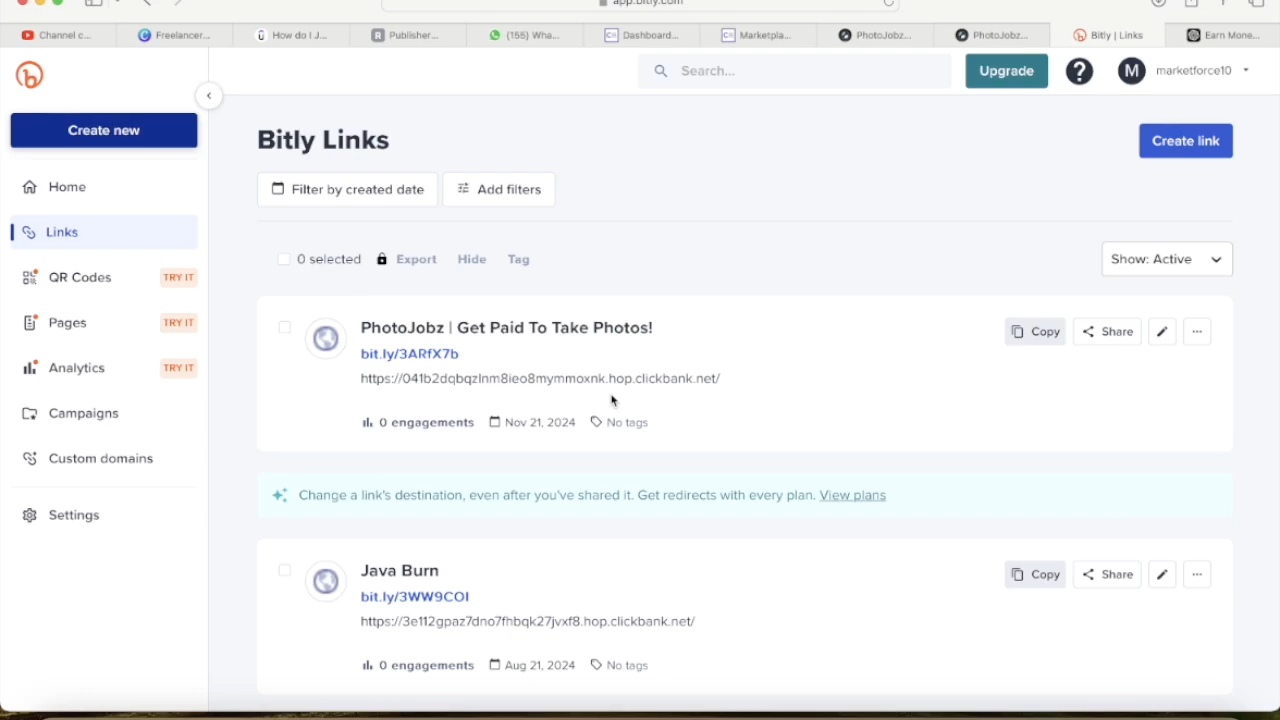 app.bitly.com
Channel c...
Freelancer...
How do I J...
Publisher...
(155) Wha...
Dashboard...
Marketpla...
PhotoJobz...
PhotoJobz...
Bitly | Links
Earn Mone...
Search...
Upgrade
?
M
marketforce10
Create new
Home
Links
QR Codes
TRY IT
Pages
TRY IT
Analytics
TRY IT
Campaigns
Custom domains
Settings
Bitly Links
Create link
Filter by created date
Add filters
0 selected
Export
Hide
Tag
Show: Active
PhotoJobz | Get Paid To Take Photos!
Copy
Share
bit.ly/3ARfX7b
https://041b2dqbqzlnm8ieo8mymmoxnk.hop.clickbank.net/
0 engagements
Nov 21, 2024
No tags
Change a link's destination, even after you've shared it. Get redirects with every plan. View plans
Java Burn
Copy
Share
bit.ly/3WW9COI
https://3e112gpaz7dno7fhbqk27jvxf8.hop.clickbank.net/
0 engagements
Aug 21, 2024
No tags